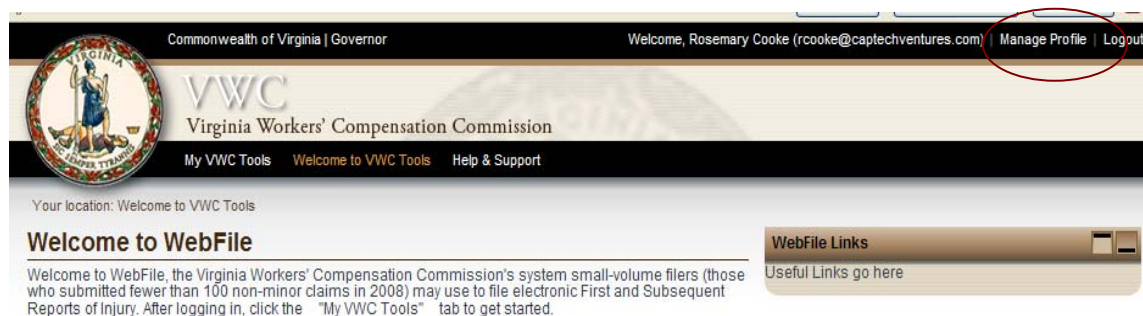 Commonwealth of Virginia | Governor
Welcome, Rosemary Cooke (rcooke@captechventures.com) | Manage Profile | Logout
VIRGINIA
VWC
Virginia Workers' Compensation Commission
SIC SEMPER TYRANNIS
My VWC Tools Welcome to VWC Tools Help & Support
Your location: Welcome to VWC Tools
Welcome to WebFile
Welcome to WebFile, the Virginia Workers' Compensation Commission's system small-volume filers (those
who submitted fewer than 100 non-minor claims in 2008) may use to file electronic First and Subsequent
Reports of Injury. After logging in, click the "My VWC Tools" tab to get started.
WebFile Links
Useful Links go here